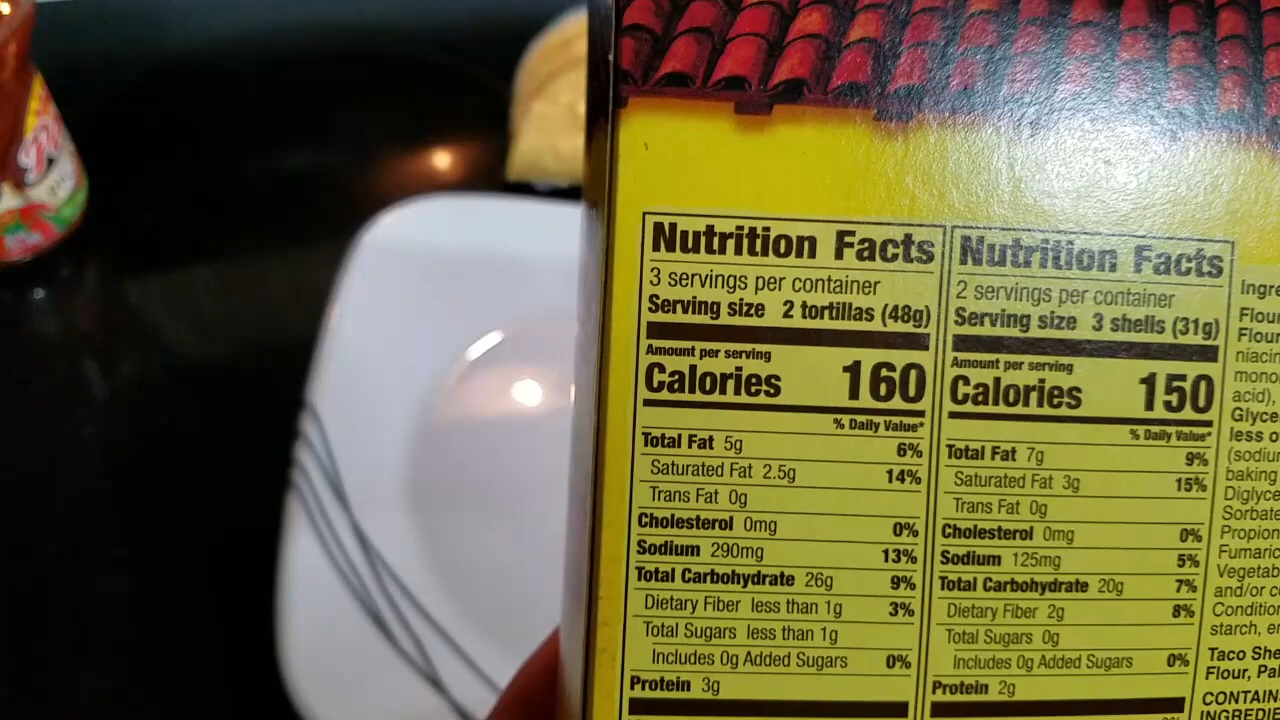 Nutrition Facts
3 servings per container
Serving size 2 tortillas (48g)
Amount per serving
Calories 160
% Daily Value*
Total Fat 5g 6%
Saturated Fat 2.5g 14%
Trans Fat 0g
Cholesterol 0mg 0%
Sodium 290mg 13%
Total Carbohydrate 26g 9%
Dietary Fiber less than 1g 3%
Total Sugars less than 1g
Includes 0g Added Sugars 0%
Protein 3g
Nutrition Facts
2 servings per container
Serving size 3 shells (31g)
Amount per serving
Calories 150
% Daily Value*
Total Fat 7g 9%
Saturated Fat 3g 15%
Trans Fat 0g
Cholesterol 0mg 0%
Sodium 125mg 5%
Total Carbohydrate 20g 7%
Dietary Fiber 2g 8%
Total Sugars 0g
Includes 0g Added Sugars 0%
Protein 2g
Ingre
Flour
Flour
niacin
mono
acid),
Glyce
less o
(sodiu
baking
Diglyce
Sorbate
Propion
Fumaric
Vegetab
and/or c
Conditio
starch, e
Taco She
Flour, Pal
CONTAIN
INGREDIE